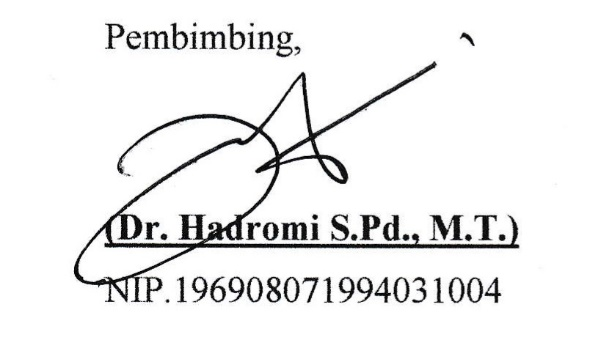 Pembimbing,
(Dr. Hadromi S.Pd., M.T.)
NIP.196908071994031004